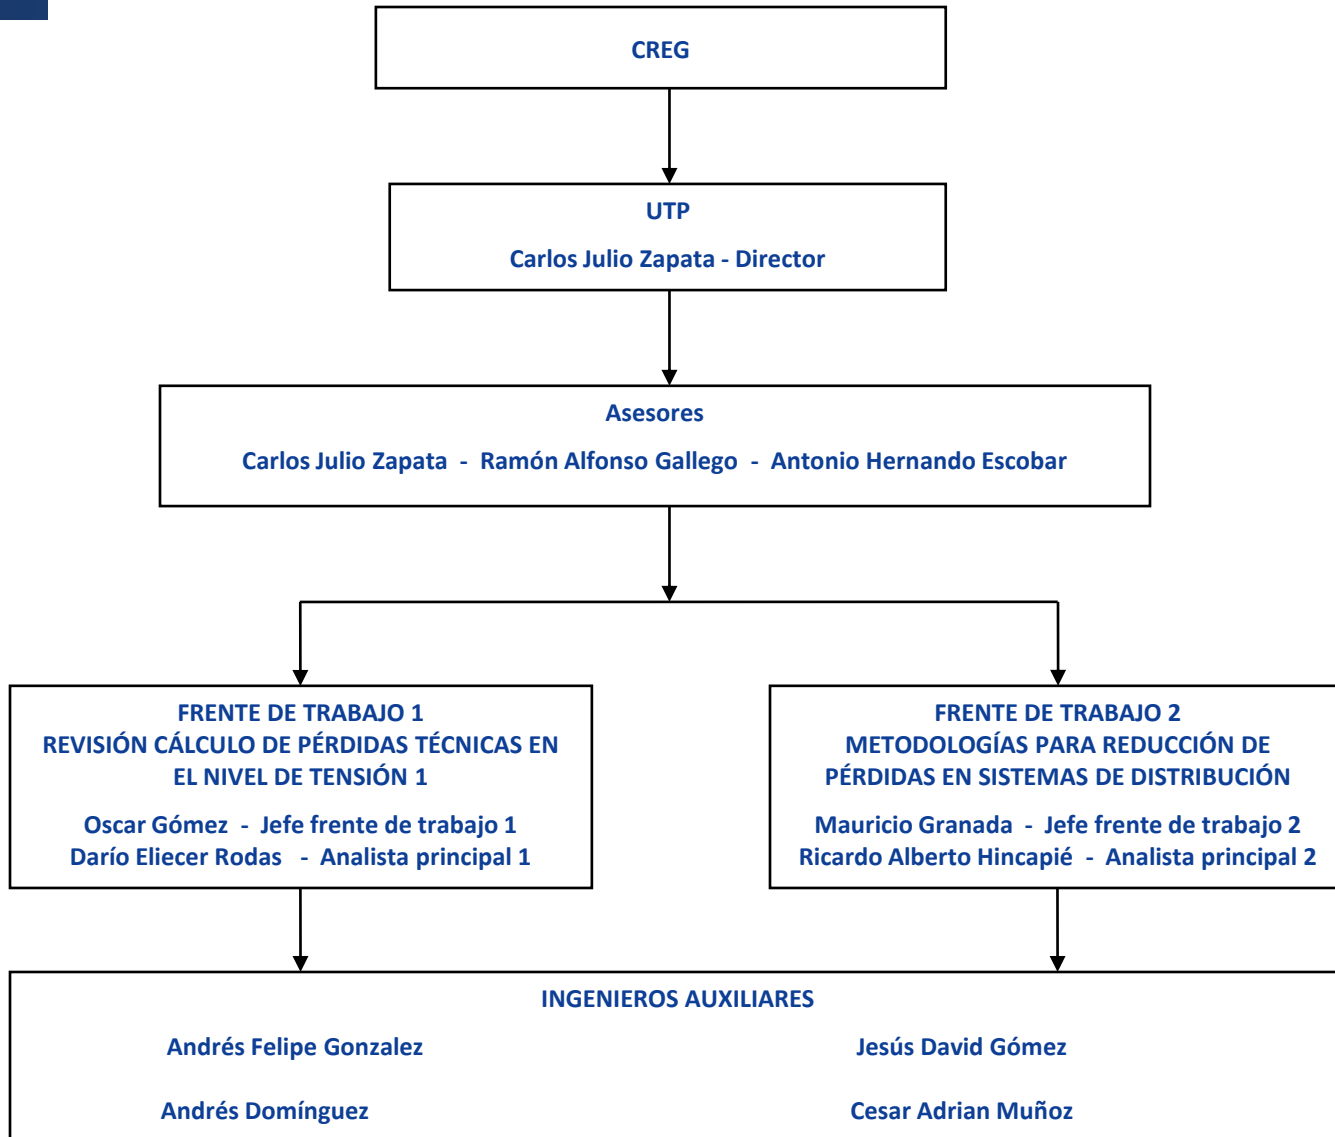 CREG
UTP
Carlos Julio Zapata - Director
Asesores
Carlos Julio Zapata - Ramón Alfonso Gallego - Antonio Hernando Escobar
FRENTE DE TRABAJO 1
REVISIÓN CÁLCULO DE PÉRDIDAS TÉCNICAS EN
EL NIVEL DE TENSIÓN 1
Oscar Gómez - Jefe frente de trabajo 1
Darío Eliecer Rodas - Analista principal 1
FRENTE DE TRABAJO 2
METODOLOGÍAS PARA REDUCCIÓN DE
PÉRDIDAS EN SISTEMAS DE DISTRIBUCIÓN
Mauricio Granada - Jefe frente de trabajo 2
Ricardo Alberto Hincapié - Analista principal 2
INGENIEROS AUXILIARES
Andrés Felipe Gonzalez
Jesús David Gómez
Andrés Domínguez
Cesar Adrian Muñoz